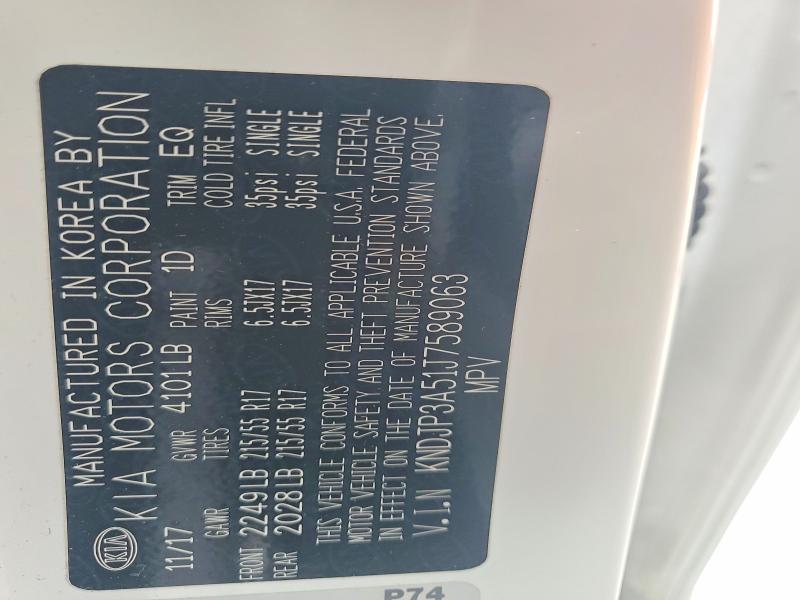 MANUFACTURED IN KOREA BY
KIA KIA MOTORS CORPORATION
11/17 GVWR 4101LB PAINT 1D TRIM EQ
GAWR TIRES RIMS COLD TIRE INFL
FRONT 2249LB 215/55 R17 6.5JX17 35psi SINGLE
REAR 2028LB 215/55 R17 6.5JX17 35psi SINGLE
THIS VEHICLE CONFORMS TO ALL APPLICABLE U.S.A. FEDERAL
MOTOR VEHICLE SAFETY AND THEFT PREVENTION STANDARDS
IN EFFECT ON THE DATE OF MANUFACTURE SHOWN ABOVE.
V.I.N KNDJP3A51J7589063
MPV
P74